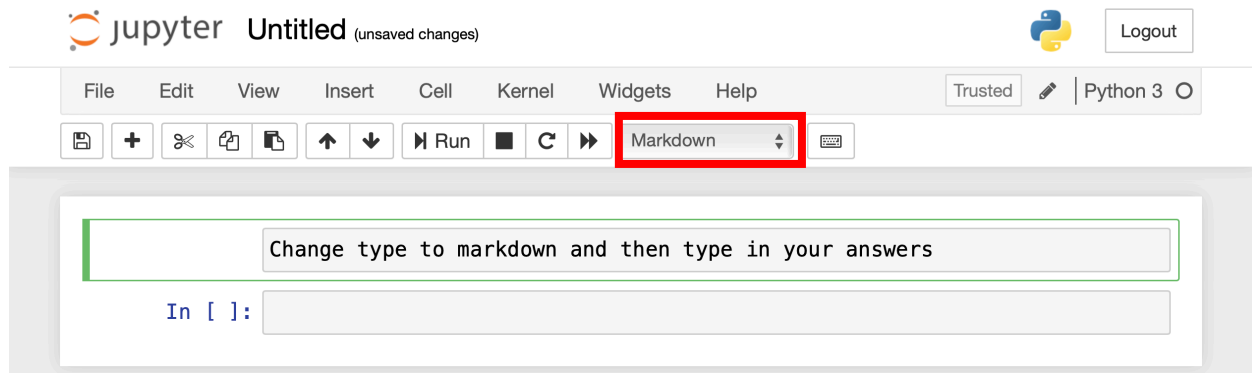 jupyter Untitled (unsaved changes) Logout
File Edit View Insert Cell Kernel Widgets Help Trusted Python 3
Run Markdown
Change type to markdown and then type in your answers
In [ ]: